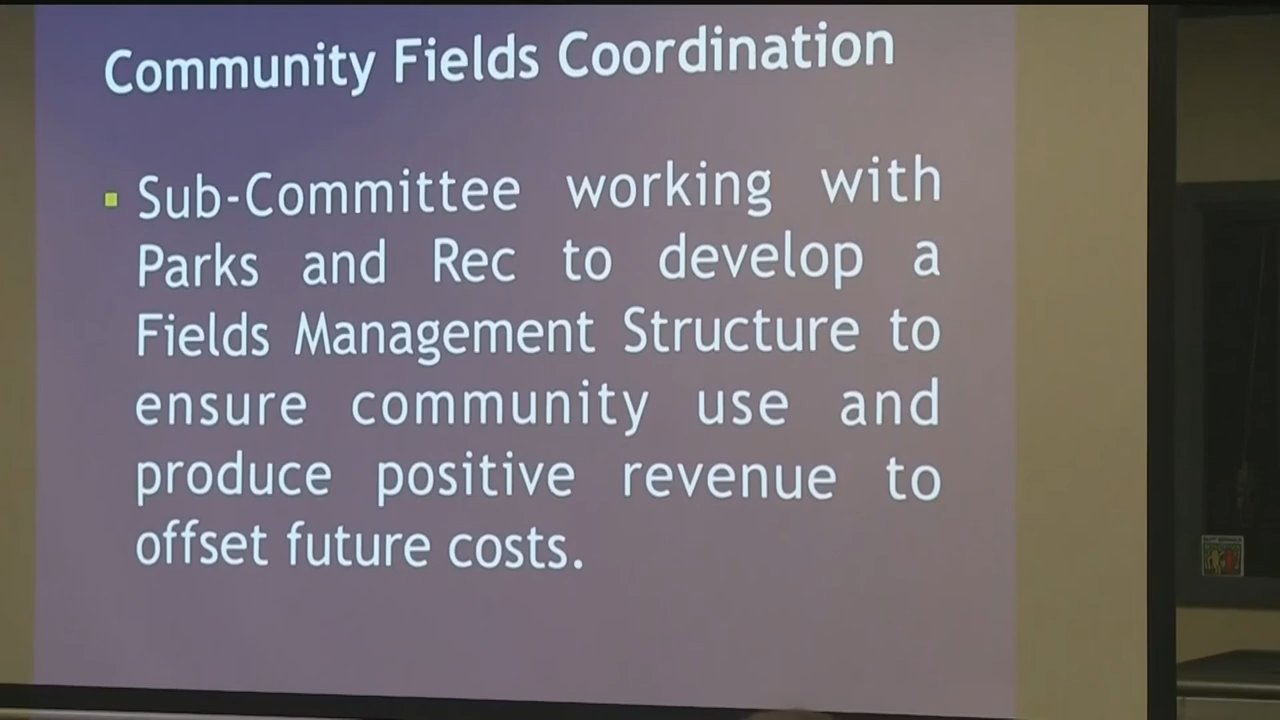 Community Fields Coordination
Sub-Committee working with
Parks and Rec to develop a
Fields Management Structure to
ensure community use and
produce positive revenue to
offset future costs.